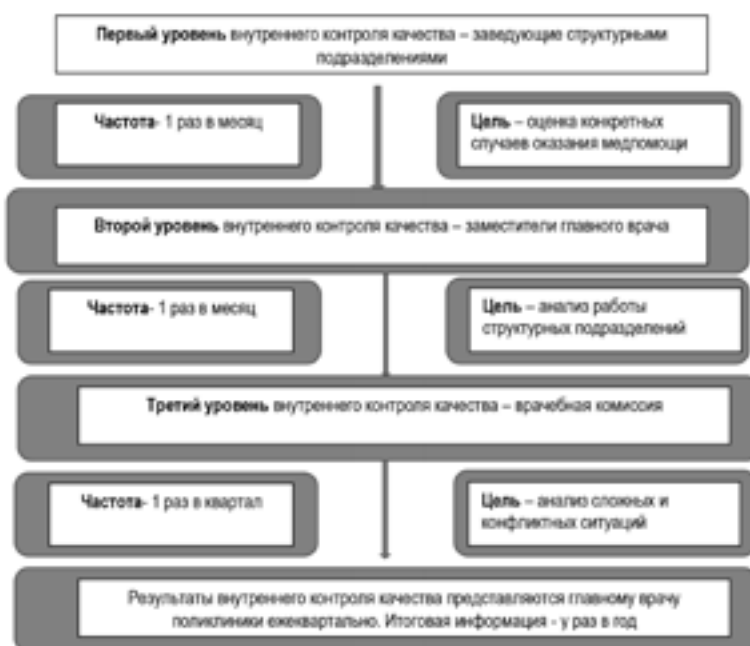 Первый уровень внутреннего контроля качества – заведующие структурными
подразделениями
Частота- 1 раз в месяц
Цель – оценка конкретных
случаев оказания медпомощи
Второй уровень внутреннего контроля качества – заместители главного врача
Частота- 1 раз в месяц
Цель – анализ работы
структурных подразделений
Третий уровень внутреннего контроля качества – врачебная комиссия
Частота- 1 раз в квартал
Цель – анализ сложных и
конфликтных ситуаций
Результаты внутреннего контроля качества представляются главному врачу
поликлиники ежеквартально. Итоговая информация - у раз в год